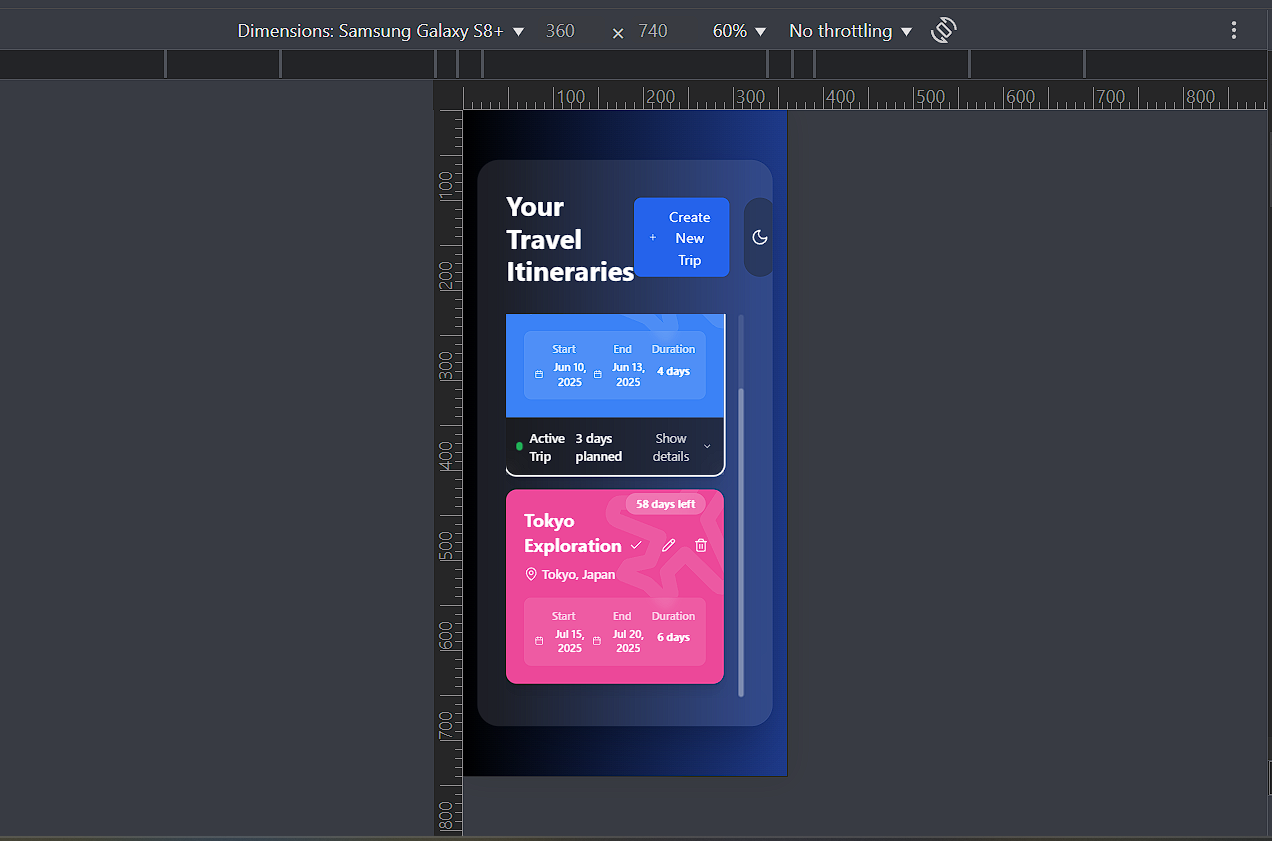 Dimensions: Samsung Galaxy S8+ ▼ 360 × 740 60% ▼ No throttling ▼
100 200 300 400 500 600 700 800
100
200
300
400
500
600
700
800
Your
Travel
Itineraries
+ Create
New
Trip
Start End Duration
Jun 10, Jun 13, 4 days
2025 2025
Active 3 days Show
Trip planned details
58 days left
Tokyo
Exploration
Tokyo, Japan
Start End Duration
Jul 15, Jul 20, 6 days
2025 2025